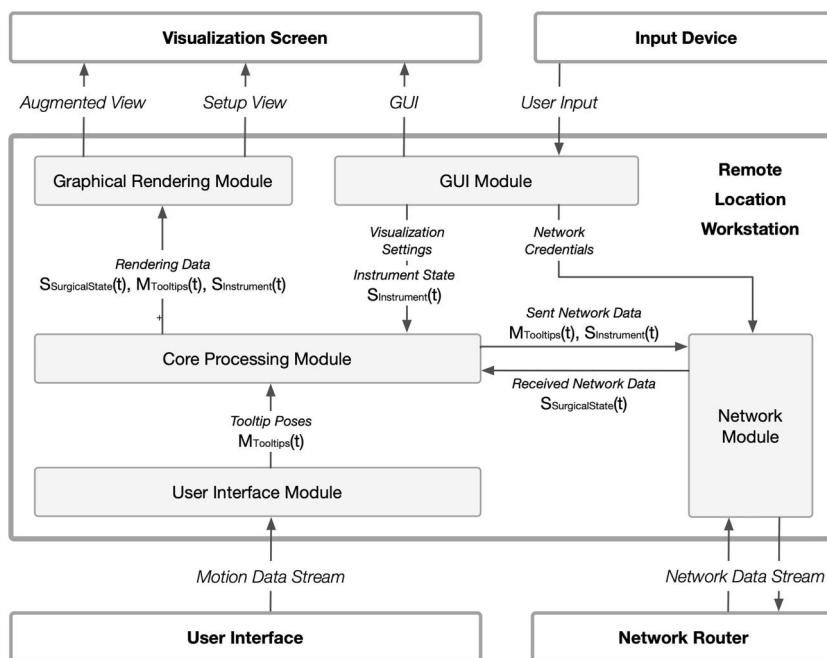 Visualization Screen
Input Device
Augmented View
Setup View
GUI
User Input
Graphical Rendering Module
GUI Module
Remote
Location
Workstation
Visualization
Settings
Network
Credentials
Rendering Data
SSurgicalState(t), MTooltips(t), SInstrument(t)
Instrument State
SInstrument(t)
+
Sent Network Data
MTooltips(t), SInstrument(t)
Core Processing Module
Received Network Data
SSurgicalState(t)
Network
Module
Tooltip Poses
MTooltips(t)
User Interface Module
Motion Data Stream
Network Data Stream
User Interface
Network Router